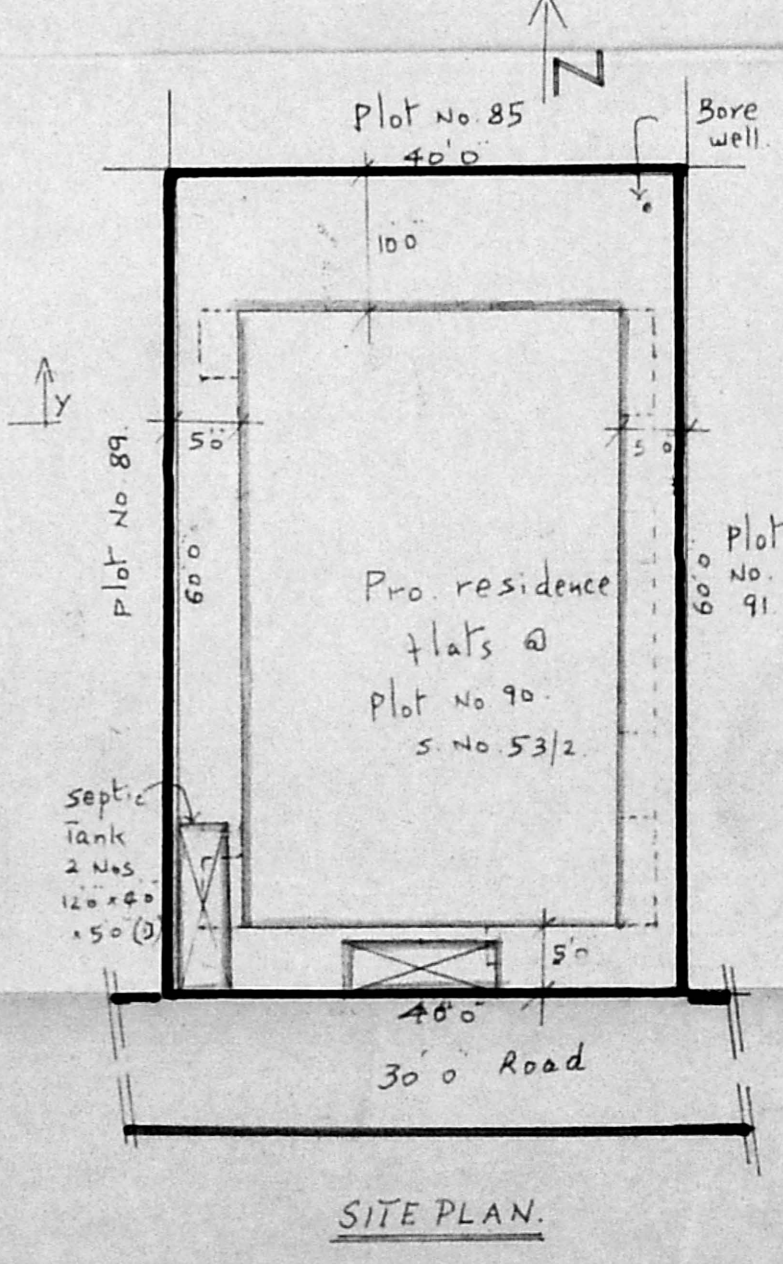 N
Plot No. 85
40'0"
Bore
well.
10'0"
Y
5'0"
5'0"
Plot No. 89.
60'0"
60'0"
Plot
No.
91.
Pro. residence
flats @
Plot No 90.
S. No. 53/2.
Septic
Tank
2 Nos.
12'0" x 4'0"
x 5'0" (D)
5'0"
40'0"
30'0" Road
SITE PLAN.